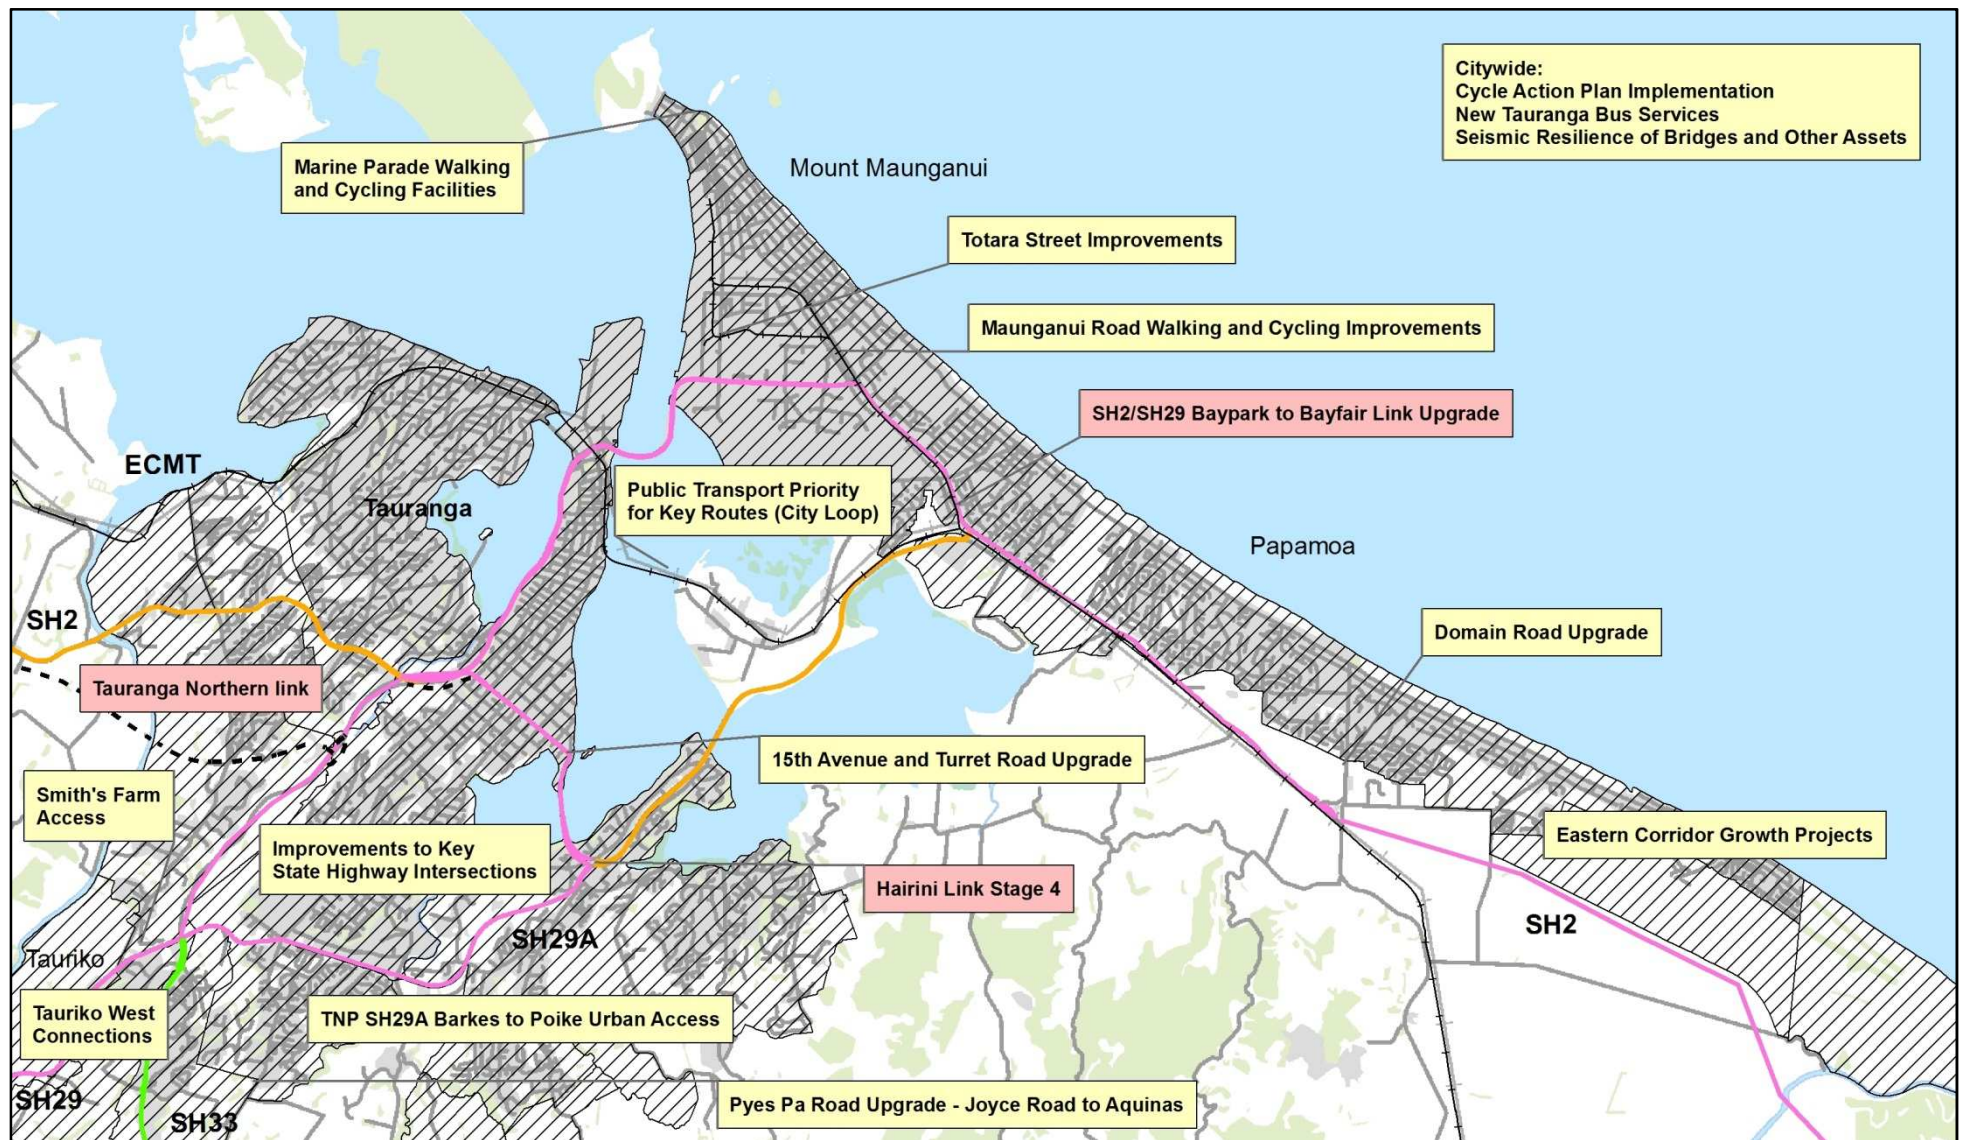 Citywide:
Cycle Action Plan Implementation
New Tauranga Bus Services
Seismic Resilience of Bridges and Other Assets
Marine Parade Walking
and Cycling Facilities
Mount Maunganui
Totara Street Improvements
Maunganui Road Walking and Cycling Improvements
SH2/SH29 Baypark to Bayfair Link Upgrade
ECMT
Tauranga
Public Transport Priority
for Key Routes (City Loop)
Papamoa
SH2
Domain Road Upgrade
Tauranga Northern link
15th Avenue and Turret Road Upgrade
Smith's Farm
Access
Improvements to Key
State Highway Intersections
Eastern Corridor Growth Projects
Hairini Link Stage 4
SH2
SH29A
Tauriko
Tauriko West
Connections
TNP SH29A Barkes to Poike Urban Access
SH29
Pyes Pa Road Upgrade - Joyce Road to Aquinas
SH33